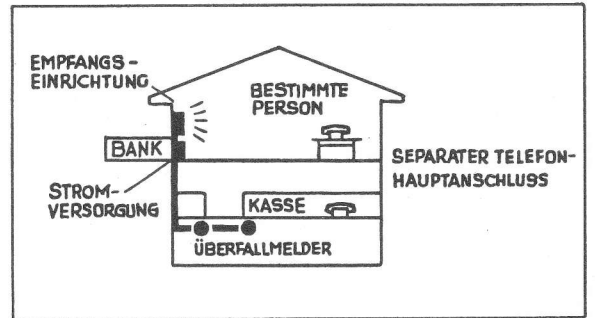 EMPFANGS-
EINRICHTUNG
BESTIMMTE
PERSON
BANK
SEPARATER TELEFON-
HAUPTANSCHLUSS
STROM-
VERSORGUNG
KASSE
ÜBERFALLMELDER